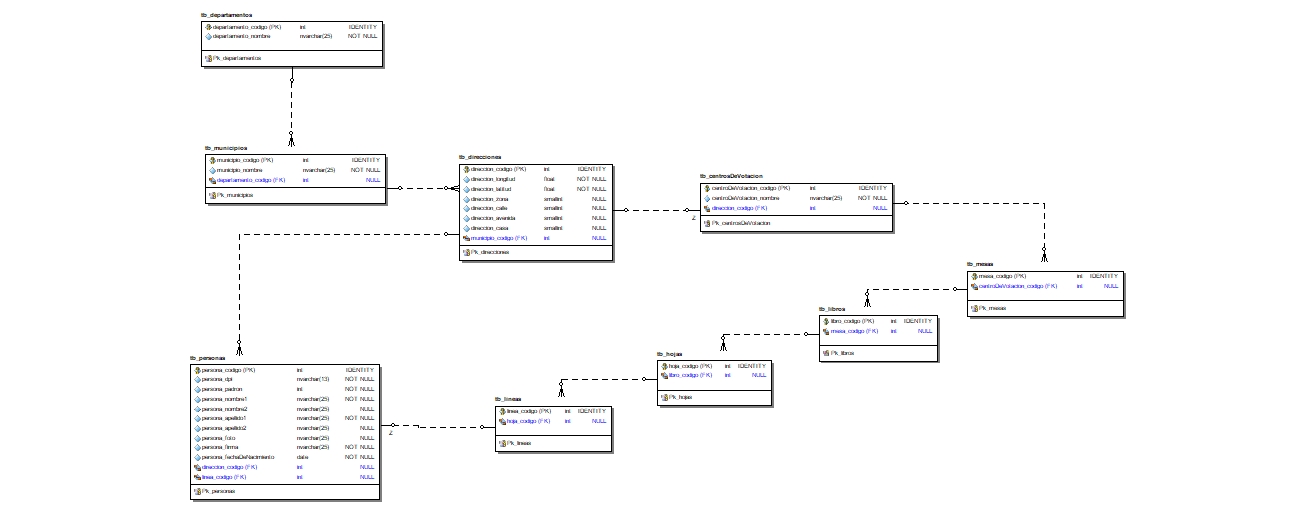 tb_departamentos
departamento_codigo (PK) int IDENTITY
departamento_nombre nvarchar(25) NOT NULL
Pk_departamentos
tb_municipios
municipio_codigo (PK) int IDENTITY
municipio_nombre nvarchar(25) NOT NULL
departamento_codigo (FK) int NULL
Pk_municipios
tb_direcciones
direccion_codigo (PK) int IDENTITY
direccion_longitud float NOT NULL
direccion_latitud float NOT NULL
direccion_zona smallint NULL
direccion_calle smallint NULL
direccion_avenida smallint NULL
direccion_casa smallint NULL
municipio_codigo (FK) int NULL
Pk_direcciones
tb_centrosDeVotacion
centroDeVotacion_codigo (PK) int IDENTITY
centroDeVotacion_nombre nvarchar(25) NOT NULL
direccion_codigo (FK) int NULL
Pk_centrosDeVotacion
Z
tb_mesas
mesa_codigo (PK) int IDENTITY
centroDeVotacion_codigo (FK) int NULL
Pk_mesas
tb_libros
libro_codigo (PK) int IDENTITY
mesa_codigo (FK) int NULL
Pk_libros
tb_hojas
hoja_codigo (PK) int IDENTITY
libro_codigo (FK) int NULL
Pk_hojas
tb_lineas
linea_codigo (PK) int IDENTITY
hoja_codigo (FK) int NULL
Pk_lineas
tb_personas
persona_codigo (PK) int IDENTITY
persona_dpi nvarchar(13) NOT NULL
persona_padron int NOT NULL
persona_nombre1 nvarchar(25) NOT NULL
persona_nombre2 nvarchar(25) NULL
persona_apellido1 nvarchar(25) NOT NULL
persona_apellido2 nvarchar(25) NULL
persona_foto nvarchar(25) NULL
persona_firma nvarchar(25) NOT NULL
persona_fechaDeNacimiento date NOT NULL
direccion_codigo (FK) int NULL
linea_codigo (FK) int NULL
Pk_personas
Z